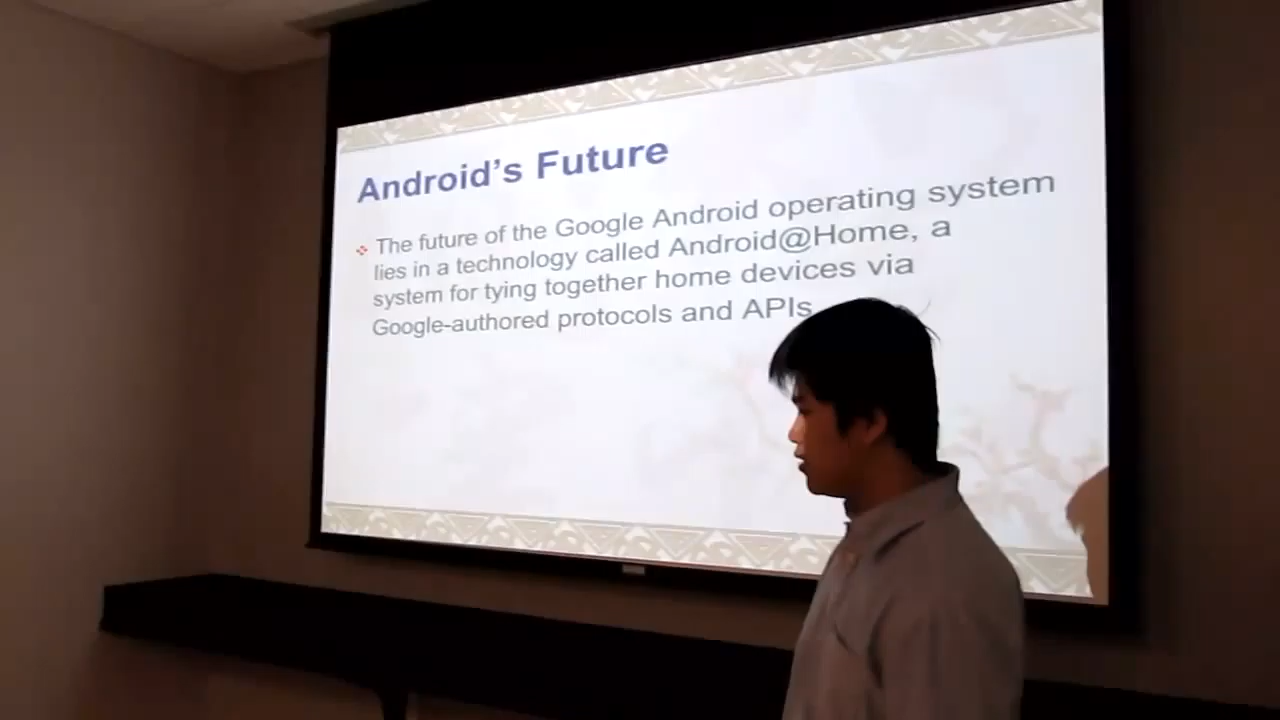 Android's Future
The future of the Google Android operating system
lies in a technology called Android@Home, a
system for tying together home devices via
Google-authored protocols and APIs